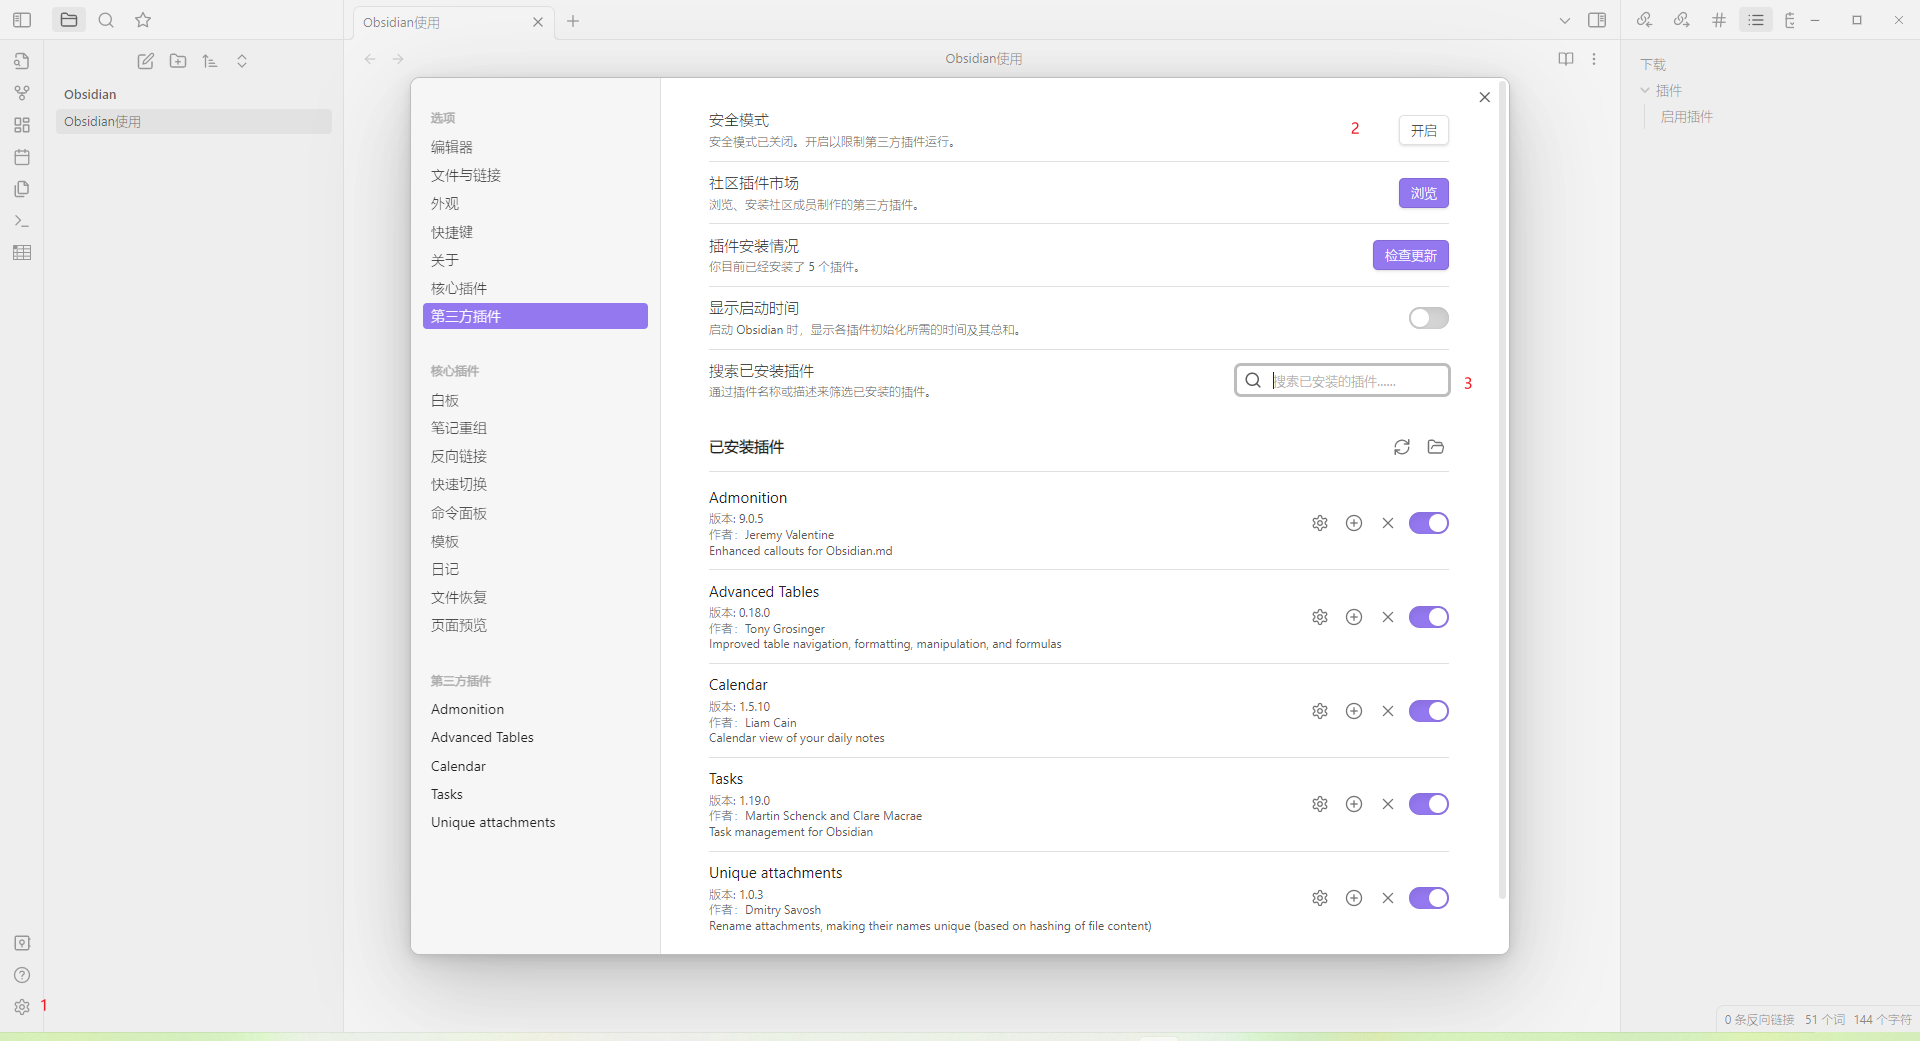 Obsidian使用
Obsidian使用
Obsidian
Obsidian使用
下载
插件
启用插件
选项
编辑器
文件与链接
外观
快捷键
关于
核心插件
第三方插件
核心插件
白板
笔记重组
反向链接
快速切换
命令面板
模板
日记
文件恢复
页面预览
第三方插件
Admonition
Advanced Tables
Calendar
Tasks
Unique attachments
安全模式
安全模式已关闭。开启以限制第三方插件运行。
2
开启
社区插件市场
浏览、安装社区成员制作的第三方插件。
浏览
插件安装情况
你目前已经安装了 5 个插件。
检查更新
显示启动时间
启动 Obsidian 时，显示各插件初始化所需的时间及其总和。
搜索已安装插件
通过插件名称或描述来筛选已安装的插件。
搜索已安装的插件......
3
已安装插件
Admonition
版本: 9.0.5
作者： Jeremy Valentine
Enhanced callouts for Obsidian.md
Advanced Tables
版本: 0.18.0
作者： Tony Grosinger
Improved table navigation, formatting, manipulation, and formulas
Calendar
版本: 1.5.10
作者： Liam Cain
Calendar view of your daily notes
Tasks
版本: 1.19.0
作者： Martin Schenck and Clare Macrae
Task management for Obsidian
Unique attachments
版本: 1.0.3
作者： Dmitry Savosh
Rename attachments, making their names unique (based on hashing of file content)
1
0 条反向链接 51 个词 144 个字符